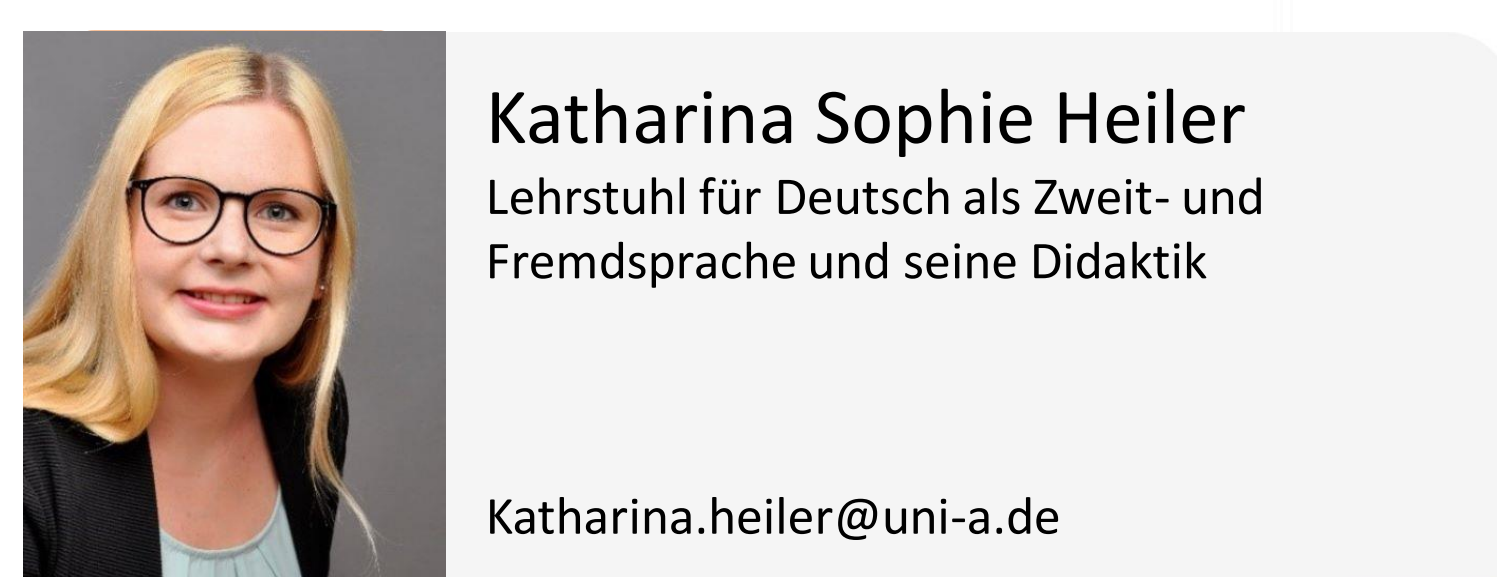 Katharina Sophie Heiler
Lehrstuhl für Deutsch als Zweit- und
Fremdsprache und seine Didaktik
Katharina.heiler@uni-a.de